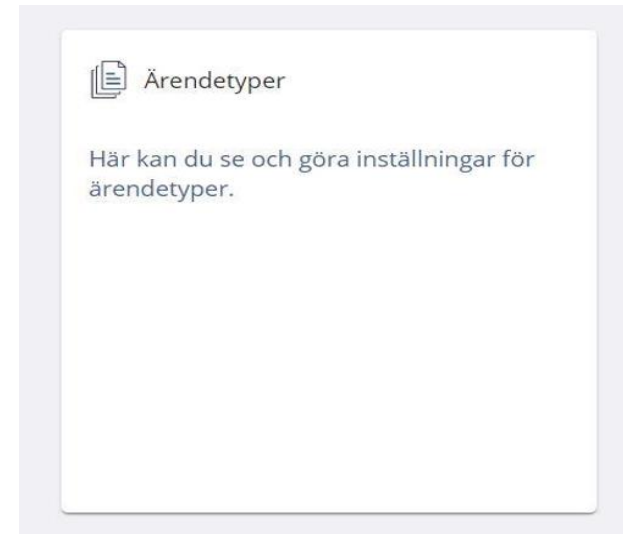 Ärendetyper
Här kan du se och göra inställningar för
ärendetyper.